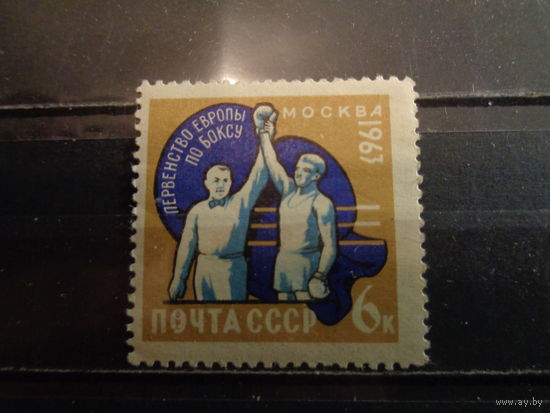 ПЕРВЕНСТВО ЕВРОПЫ
ПО БОКСУ
МОСКВА
1963
ПОЧТА СССР
6К
www.ay.by